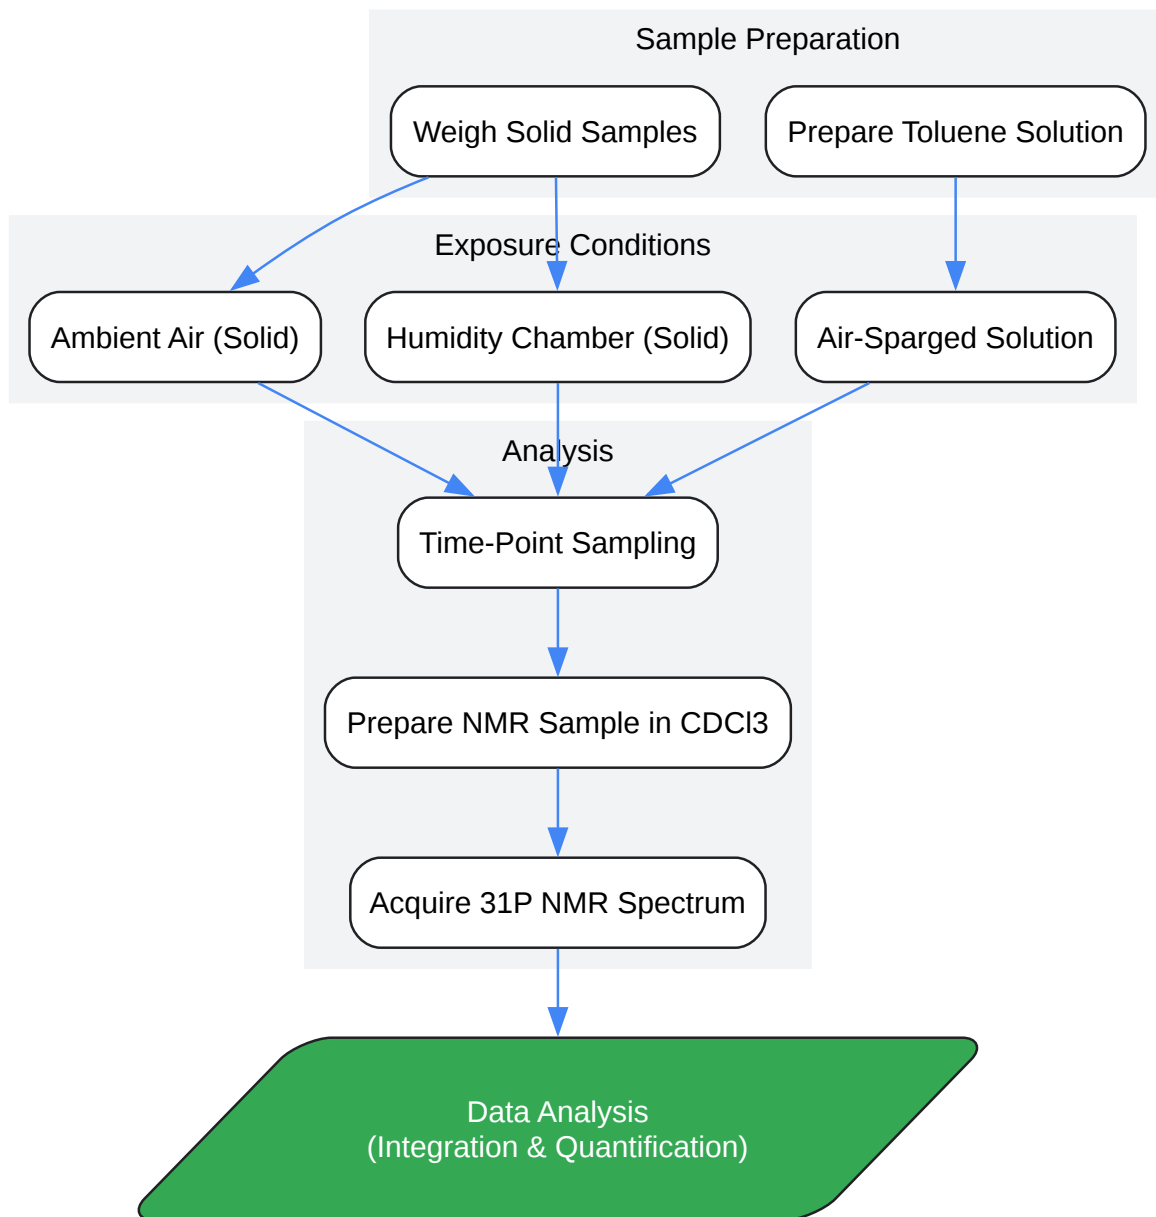 Sample Preparation
Weigh Solid Samples
Prepare Toluene Solution
Exposure Conditions
Ambient Air (Solid)
Humidity Chamber (Solid)
Air-Sparged Solution
Analysis
Time-Point Sampling
Prepare NMR Sample in CDCl3
Acquire 31P NMR Spectrum
Data Analysis
(Integration & Quantification)